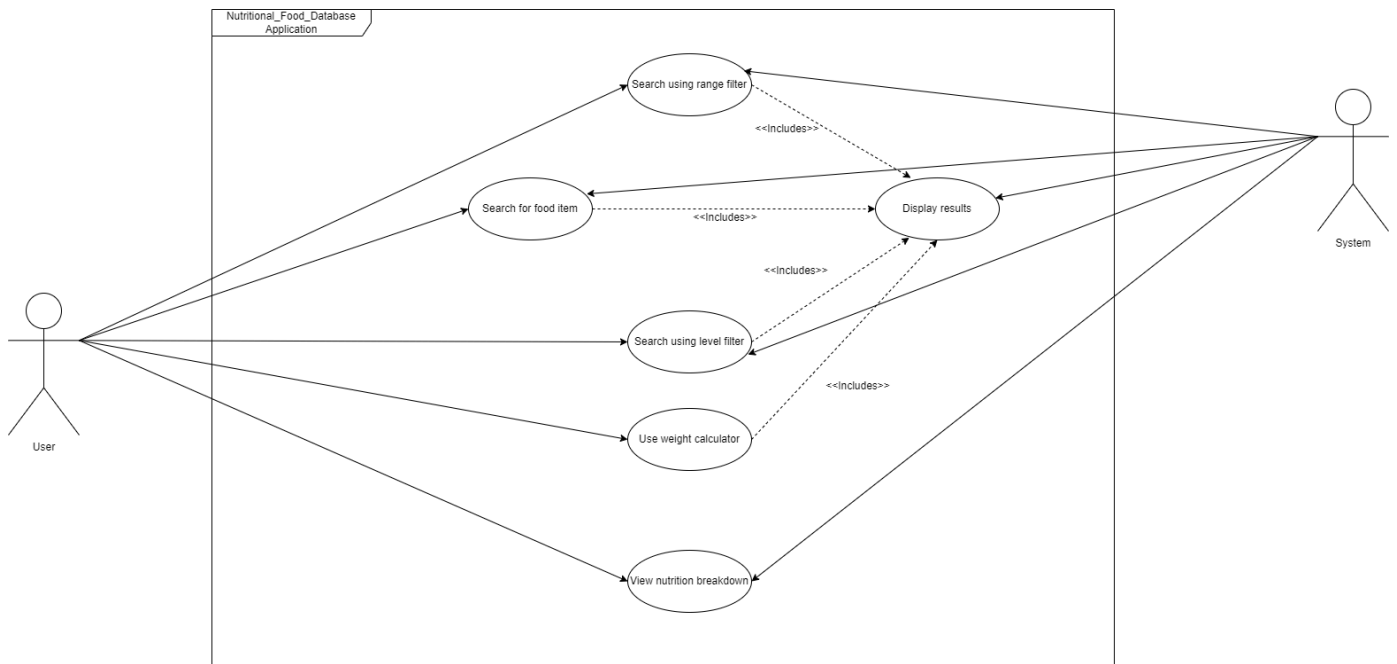 Nutritional_Food_Database
Application
Search using range filter
<<Includes>>
Search for food item
<<Includes>>
Display results
System
<<Includes>>
Search using level filter
<<Includes>>
User
Use weight calculator
View nutrition breakdown